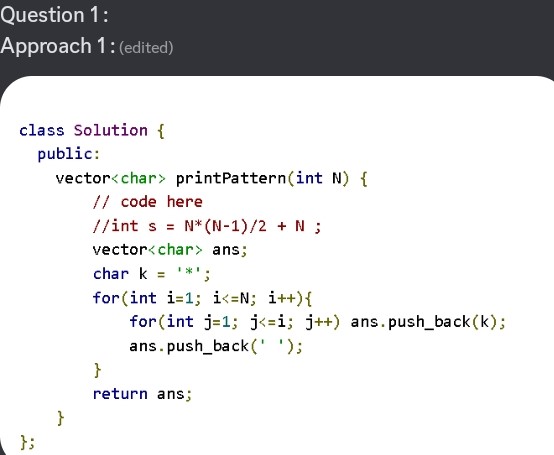 Question 1:
Approach 1: (edited)
class Solution {
  public:
    vector<char> printPattern(int N) {
        // code here
        //int s = N*(N-1)/2 + N ;
        vector<char> ans;
        char k = '*';
        for(int i=1; i<=N; i++){
            for(int j=1; j<=i; j++) ans.push_back(k);
            ans.push_back(' ');
        }
        return ans;
    }
};